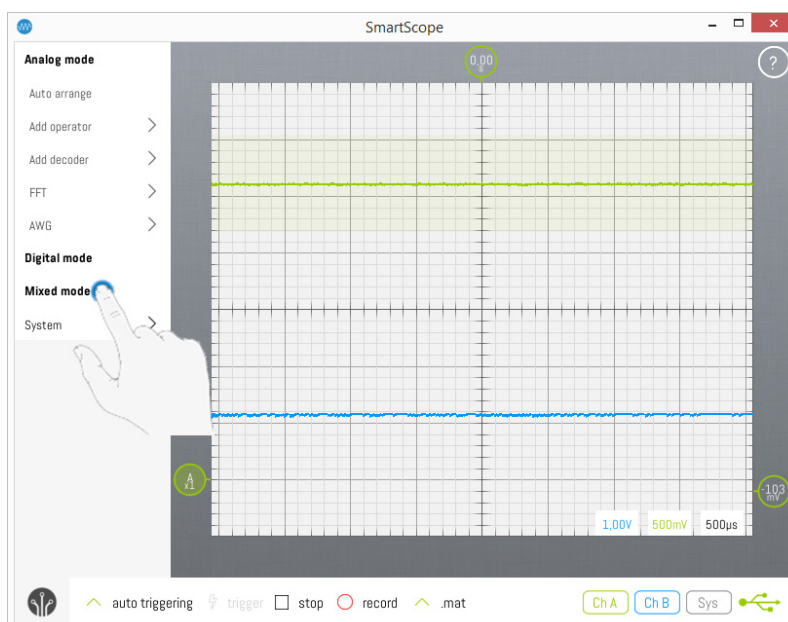 SmartScope
Analog mode
Auto arrange
Add operator
Add decoder
FFT
AWG
Digital mode
Mixed mode
System
0,00
s
?
A
x1
-103
mV
1,00V 500mV 500µs
auto triggering trigger stop record .mat Ch A Ch B Sys